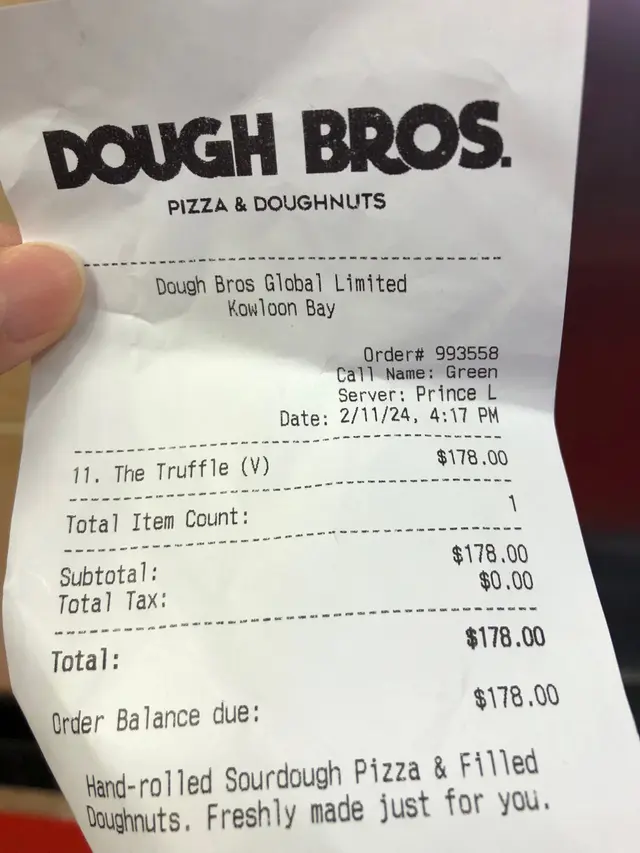 DOUGH BROS.
PIZZA & DOUGHNUTS
Dough Bros Global Limited
Kowloon Bay
Order# 993558
Call Name: Green
Server: Prince L
Date: 2/11/24, 4:17 PM
11. The Truffle (V) $178.00
Total Item Count: 1
Subtotal: $178.00
Total Tax: $0.00
Total: $178.00
Order Balance due: $178.00
Hand-rolled Sourdough Pizza & Filled
Doughnuts. Freshly made just for you.